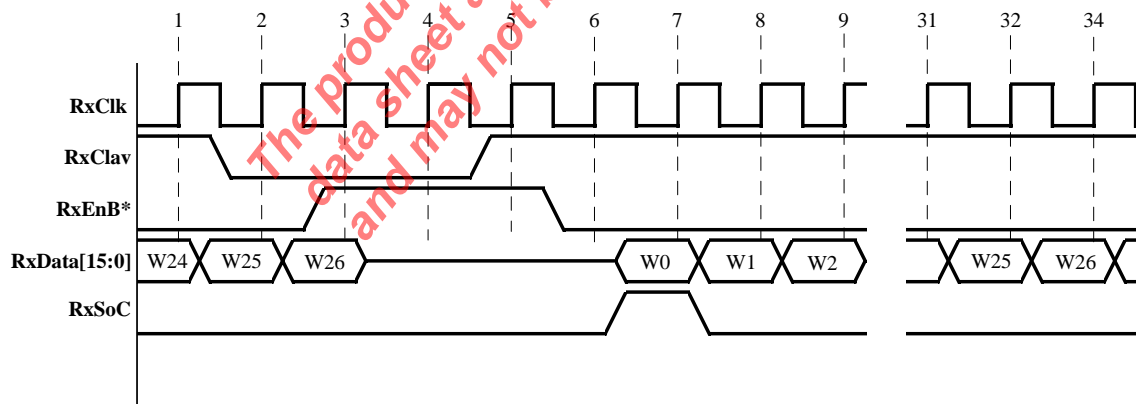 1 2 3 4 5 6 7 8 9 31 32 34
RxClk
RxClav
RxEnB*
RxData[15:0] W24 W25 W26 W0 W1 W2 W25 W26
RxSoC
The produ
data sheet a
and may not